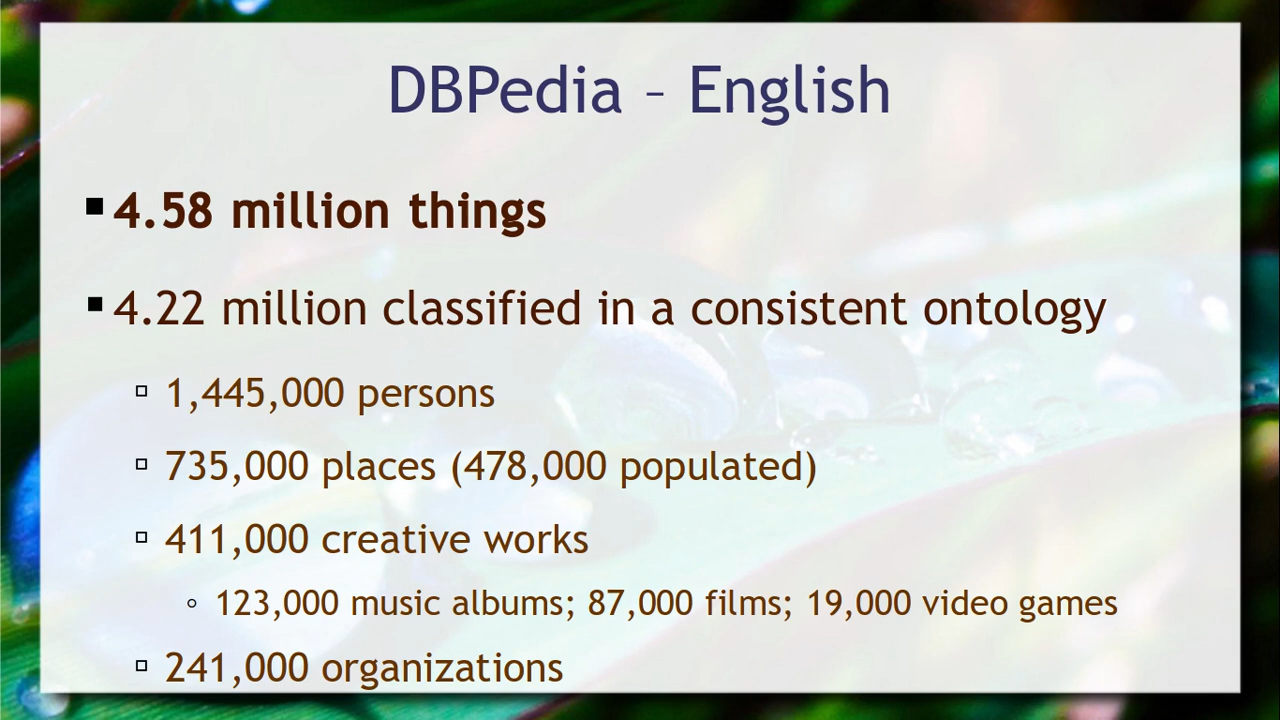 DBPedia – English
4.58 million things
4.22 million classified in a consistent ontology
1,445,000 persons
735,000 places (478,000 populated)
411,000 creative works
123,000 music albums; 87,000 films; 19,000 video games
241,000 organizations